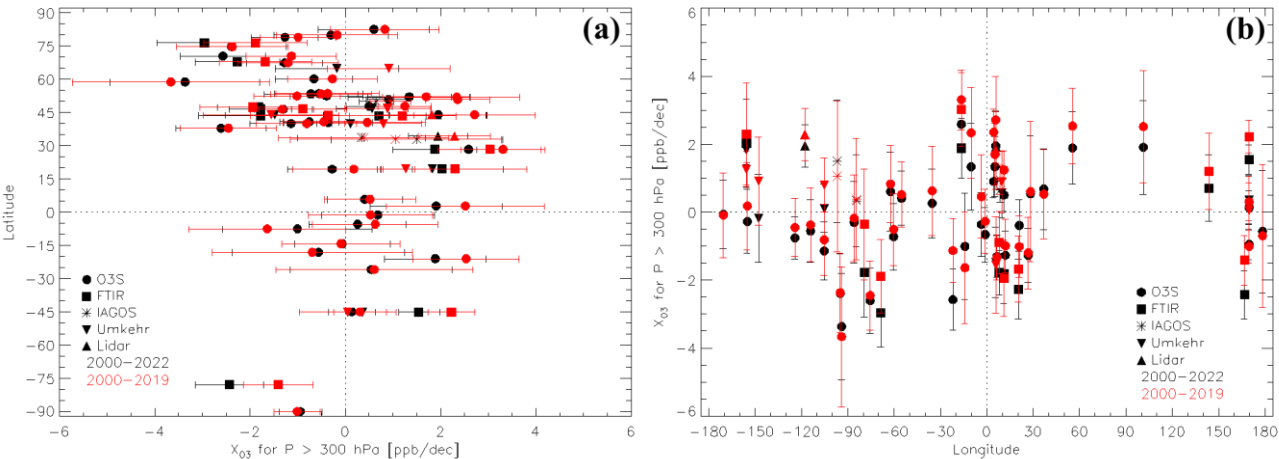 (a)
90
75
60
45
30
15
0
-15
-30
-45
-60
-75
-90
Latitude
O3S
FTIR
IAGOS
Umkehr
Lidar
2000-2022
2000-2019
-6 -4 -2 0 2 4 6
X_O3 for P > 300 hPa [ppb/dec]
(b)
6
4
2
0
-2
-4
-6
X_O3 for P > 300 hPa [ppb/dec]
O3S
FTIR
IAGOS
Umkehr
Lidar
2000-2022
2000-2019
-180 -150 -120 -90 -60 -30 0 30 60 90 120 150 180
Longitude